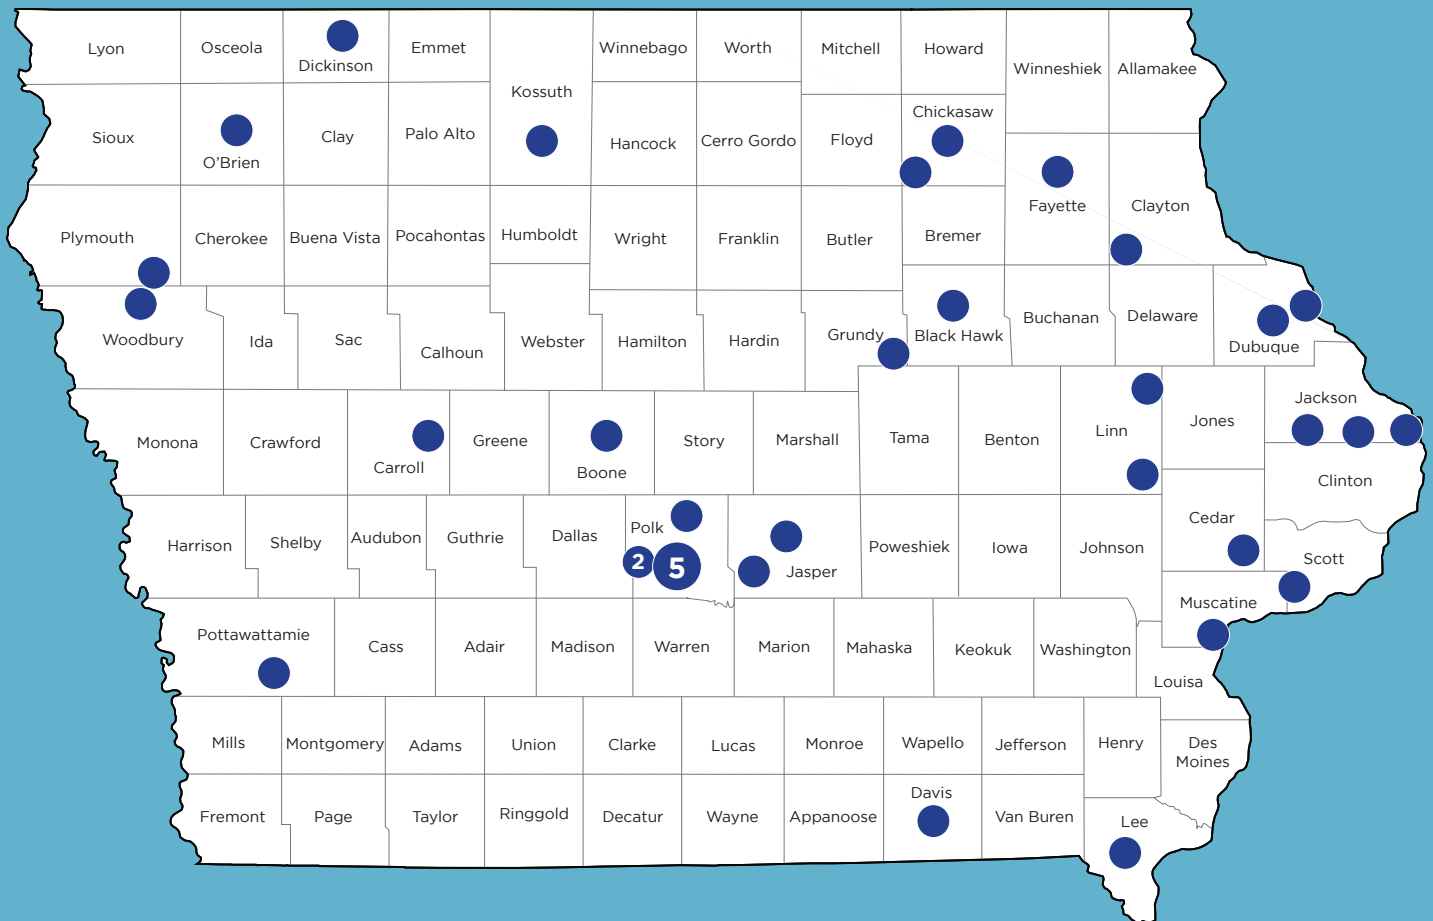 Lyon
Osceola
Dickinson
Emmet
Kossuth
Winnebago
Worth
Mitchell
Howard
Winneshiek
Allamakee
Sioux
O'Brien
Clay
Palo Alto
Hancock
Cerro Gordo
Floyd
Chickasaw
Fayette
Clayton
Plymouth
Cherokee
Buena Vista
Pocahontas
Humboldt
Wright
Franklin
Butler
Bremer
Woodbury
Ida
Sac
Calhoun
Webster
Hamilton
Hardin
Grundy
Black Hawk
Buchanan
Delaware
Dubuque
Monona
Crawford
Carroll
Greene
Boone
Story
Marshall
Tama
Benton
Linn
Jones
Jackson
Clinton
Harrison
Shelby
Audubon
Guthrie
Dallas
Polk
2
5
Jasper
Poweshiek
Iowa
Johnson
Cedar
Scott
Muscatine
Pottawattamie
Cass
Adair
Madison
Warren
Marion
Mahaska
Keokuk
Washington
Louisa
Mills
Montgomery
Adams
Union
Clarke
Lucas
Monroe
Wapello
Jefferson
Henry
Des
Moines
Fremont
Page
Taylor
Ringgold
Decatur
Wayne
Appanoose
Davis
Van Buren
Lee